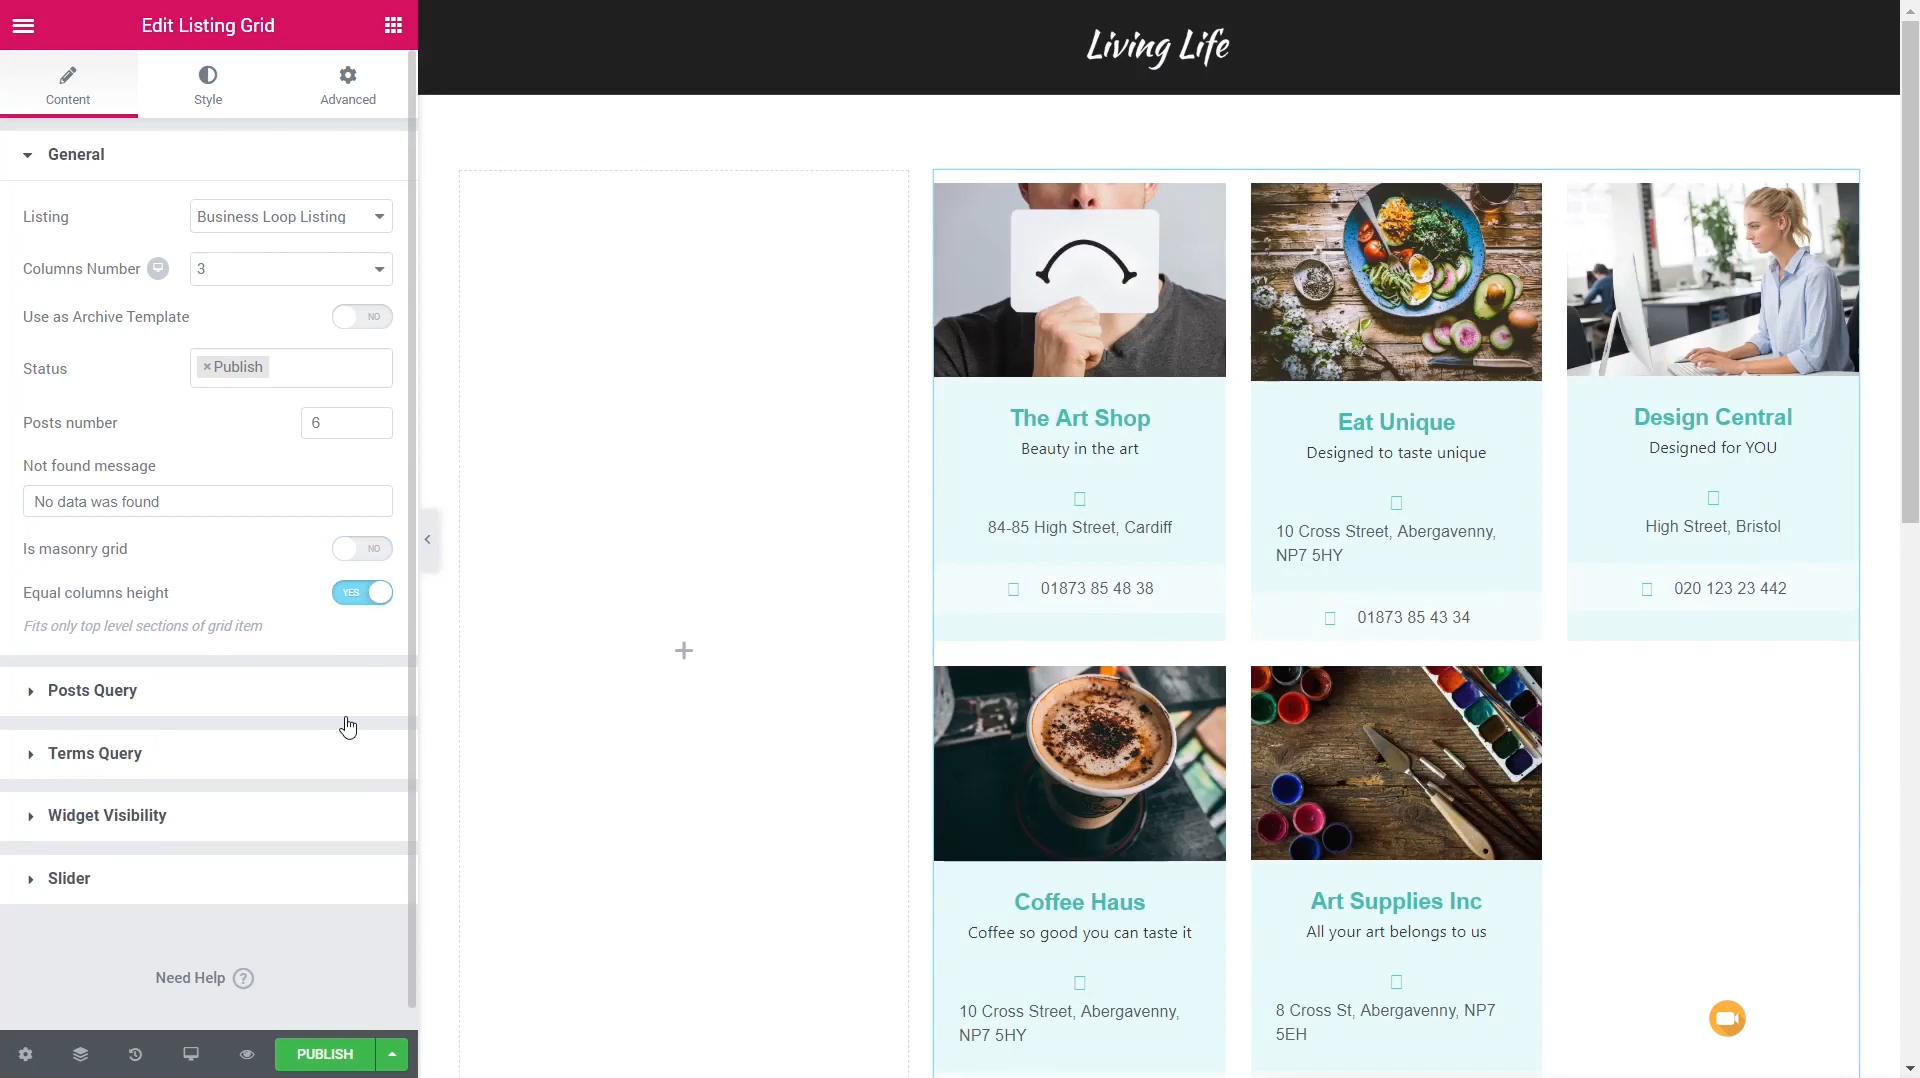 Edit Listing Grid
Content
Style
Advanced
General
Listing
Business Loop Listing
Columns Number
3
Use as Archive Template
NO
Status
×Publish
Posts number
6
Not found message
No data was found
Is masonry grid
NO
Equal columns height
YES
Fits only top level sections of grid item
Posts Query
Terms Query
Widget Visibility
Slider
Need Help ?
PUBLISH
Living Life
The Art Shop
Beauty in the art
84-85 High Street, Cardiff
01873 85 48 38
Eat Unique
Designed to taste unique
10 Cross Street, Abergavenny,
NP7 5HY
01873 85 43 34
Design Central
Designed for YOU
High Street, Bristol
020 123 23 442
Coffee Haus
Coffee so good you can taste it
10 Cross Street, Abergavenny,
NP7 5HY
Art Supplies Inc
All your art belongs to us
8 Cross St, Abergavenny, NP7
5EH